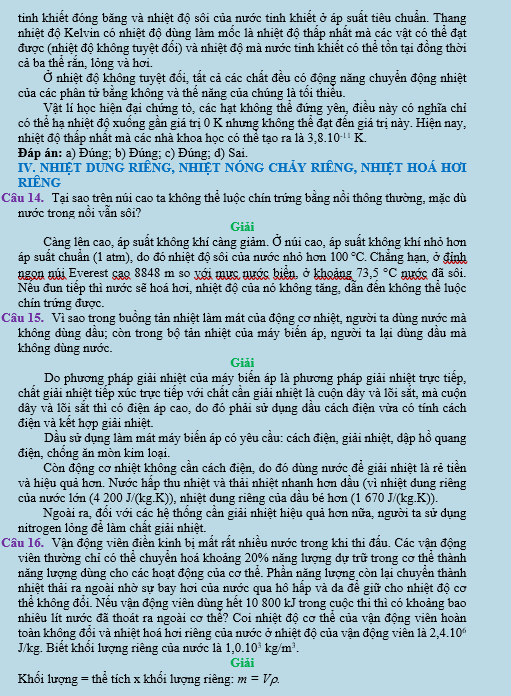 tinh khiết đóng băng và nhiệt độ sôi của nước tinh khiết ở áp suất tiêu chuẩn. Thang
nhiệt độ Kelvin có nhiệt độ dùng làm mốc là nhiệt độ thấp nhất mà các vật có thể đạt
được (nhiệt độ không tuyệt đối) và nhiệt độ mà nước tinh khiết có thể tồn tại đồng thời
cả ba thể rắn, lỏng và hơi.
Ở nhiệt độ không tuyệt đối, tất cả các chất đều có động năng chuyển động nhiệt
của các phân tử bằng không và thế năng của chúng là tối thiểu.
Vật lí học hiện đại chứng tỏ, các hạt không thể đứng yên, điều này có nghĩa chỉ
có thể hạ nhiệt độ xuống gần giá trị 0 K nhưng không thể đạt đến giá trị này. Hiện nay,
nhiệt độ thấp nhất mà các nhà khoa học có thể tạo ra là 3,8.10⁻¹¹ K.
Đáp án: a) Đúng; b) Đúng; c) Đúng; d) Sai.
IV. NHIỆT DUNG RIÊNG, NHIỆT NÓNG CHẢY RIÊNG, NHIỆT HOÁ HƠI
RIÊNG
Câu 14. Tại sao trên núi cao ta không thể luộc chín trứng bằng nồi thông thường, mặc dù
nước trong nồi vẫn sôi?
Giải
Càng lên cao, áp suất không khí càng giảm. Ở núi cao, áp suất không khí nhỏ hơn
áp suất chuẩn (1 atm), do đó nhiệt độ sôi của nước nhỏ hơn 100 °C. Chẳng hạn, ở đỉnh
ngọn núi Everest cao 8848 m so với mực nước biển, ở khoảng 73,5 °C nước đã sôi.
Nếu đun tiếp thì nước sẽ hoá hơi, nhiệt độ của nó không tăng, dẫn đến không thể luộc
chín trứng được.
Câu 15. Vì sao trong buồng tản nhiệt làm mát của động cơ nhiệt, người ta dùng nước mà
không dùng dầu; còn trong bộ tản nhiệt của máy biến áp, người ta lại dùng dầu mà
không dùng nước.
Giải
Do phương pháp giải nhiệt của máy biến áp là phương pháp giải nhiệt trực tiếp,
chất giải nhiệt tiếp xúc trực tiếp với chất cần giải nhiệt là cuộn dây và lõi sắt, mà cuộn
dây và lõi sắt thì có điện áp cao, do đó phải sử dụng dầu cách điện vừa có tính cách
điện và kết hợp giải nhiệt.
Dầu sử dụng làm mát máy biến áp có yêu cầu: cách điện, giải nhiệt, dập hồ quang
điện, chống ăn mòn kim loại.
Còn động cơ nhiệt không cần cách điện, do đó dùng nước để giải nhiệt là rẻ tiền
và hiệu quả hơn. Nước hấp thu nhiệt và thải nhiệt nhanh hơn dầu (vì nhiệt dung riêng
của nước lớn (4 200 J/(kg.K)), nhiệt dung riêng của dầu bé hơn (1 670 J/(kg.K)).
Ngoài ra, đối với các hệ thống cần giải nhiệt hiệu quả hơn nữa, người ta sử dụng
nitrogen lỏng để làm chất giải nhiệt.
Câu 16. Vận động viên điền kinh bị mất rất nhiều nước trong khi thi đấu. Các vận động
viên thường chỉ có thể chuyển hoá khoảng 20% năng lượng dự trữ trong cơ thể thành
năng lượng dùng cho các hoạt động của cơ thể. Phần năng lượng còn lại chuyển thành
nhiệt thải ra ngoài nhờ sự bay hơi của nước qua hô hấp và da để giữ cho nhiệt độ cơ
thể không đổi. Nếu vận động viên dùng hết 10 800 kJ trong cuộc thi thì có khoảng bao
nhiêu lít nước đã thoát ra ngoài cơ thể? Coi nhiệt độ cơ thể của vận động viên hoàn
toàn không đổi và nhiệt hoá hơi riêng của nước ở nhiệt độ của vận động viên là 2,4.10⁶
J/kg. Biết khối lượng riêng của nước là 1,0.10³ kg/m³.
Giải
Khối lượng = thể tích x khối lượng riêng: m = Vρ.